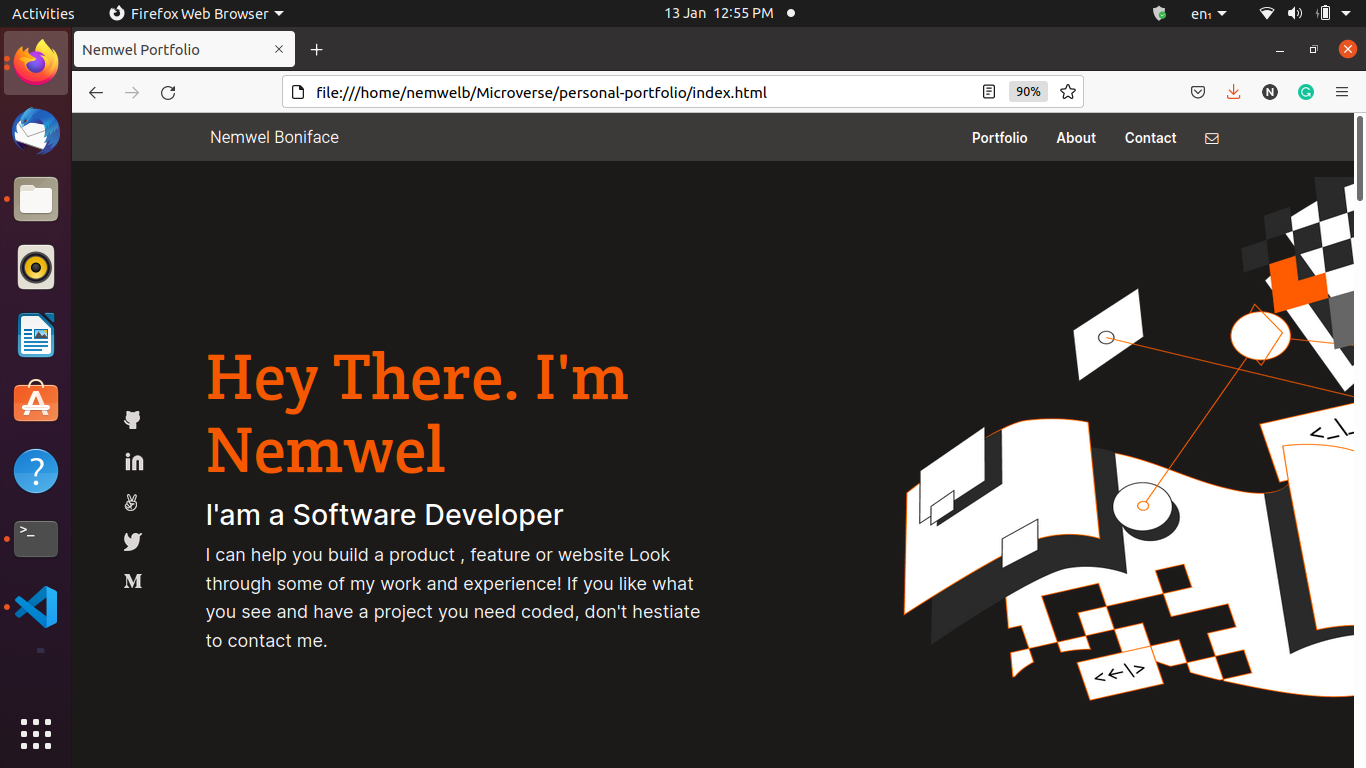 Activities Firefox Web Browser 13 Jan 12:55 PM en₁
Nemwel Portfolio
file:///home/nemwelb/Microverse/personal-portfolio/index.html 90% N G
Nemwel Boniface Portfolio About Contact
Hey There. I'm
Nemwel
I'am a Software Developer
I can help you build a product , feature or website Look
through some of my work and experience! If you like what
you see and have a project you need coded, don't hestiate
to contact me.
in
M
>_
?
A
<_\
<←\>